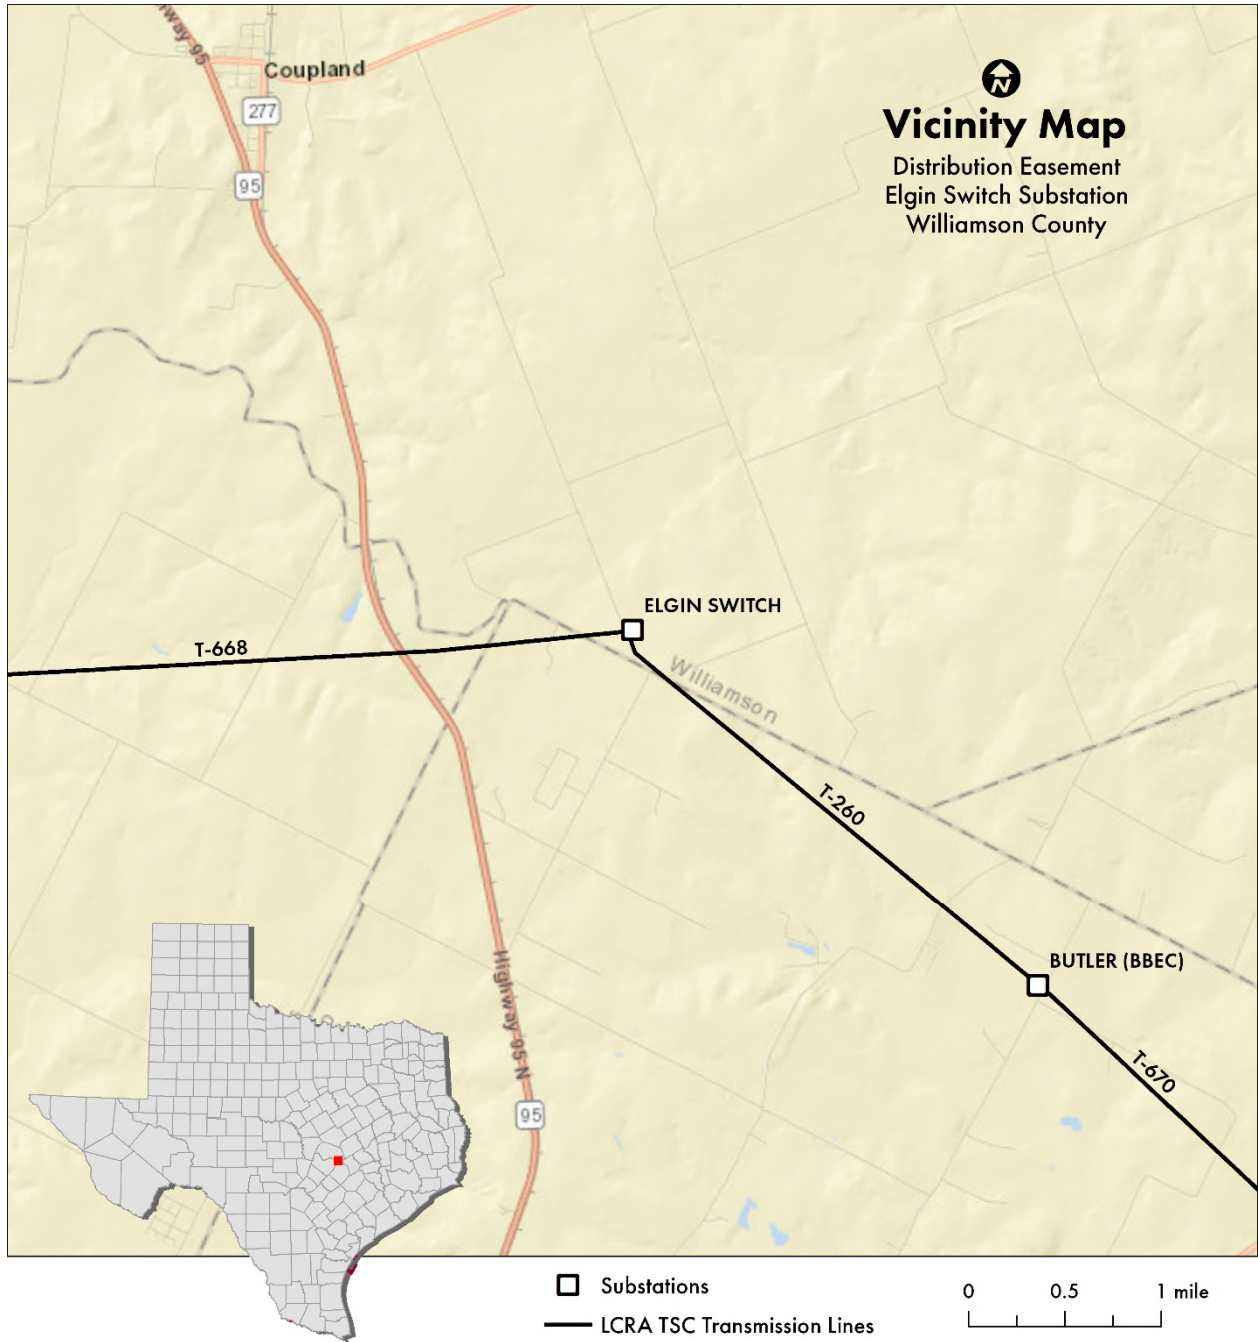 hway 95
Coupland
277
95
N
Vicinity Map
Distribution Easement
Elgin Switch Substation
Williamson County
ELGIN SWITCH
T-668
Williamson
T-260
BUTLER (BBEC)
Highway 95 N
T-670
95
Substations
LCRA TSC Transmission Lines
0 0.5 1 mile